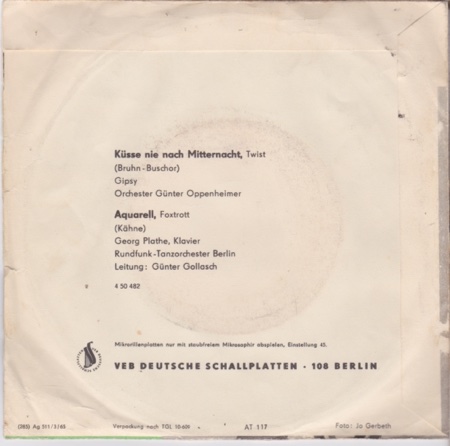 Küsse nie nach Mitternacht, Twist
(Bruhn-Buschor)
Gipsy
Orchester Günter Oppenheimer
Aquarell, Foxtrott
(Kähne)
Georg Plathe, Klavier
Rundfunk-Tanzorchester Berlin
Leitung: Günter Gollasch
4 50 482
Mikrorillenplatten nur mit staubfreiem Mikrosaphir abspielen, Einstellung 45.
VEB DEUTSCHE SCHALLPLATTEN · 108 BERLIN
Ag 511/ Verpackung nach TGL 10-609 AT 117 Foto: Jo Gerbeth